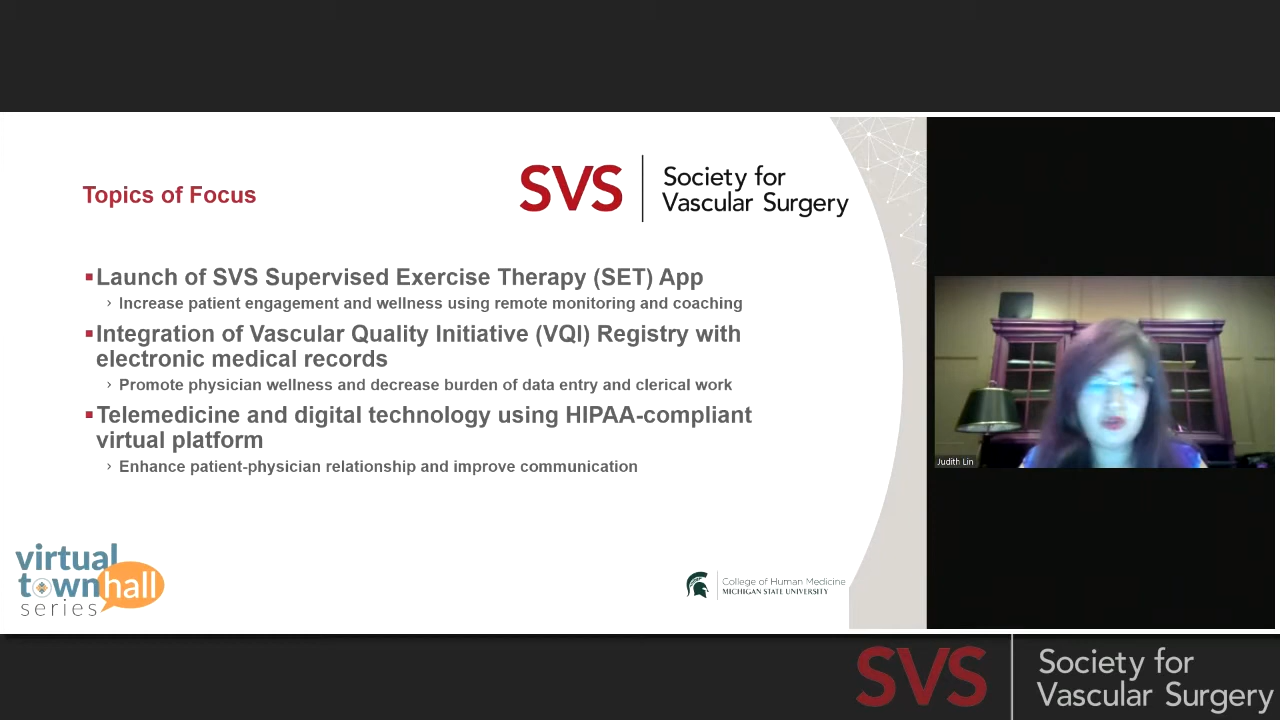 Topics of Focus
SVS
Society for
Vascular Surgery
▪Launch of SVS Supervised Exercise Therapy (SET) App
› Increase patient engagement and wellness using remote monitoring and coaching
▪Integration of Vascular Quality Initiative (VQI) Registry with
electronic medical records
› Promote physician wellness and decrease burden of data entry and clerical work
▪Telemedicine and digital technology using HIPAA-compliant
virtual platform
› Enhance patient-physician relationship and improve communication
Judith Lin
virtual
townhall
series
College of Human Medicine
MICHIGAN STATE UNIVERSITY
SVS
Society for
Vascular Surgery